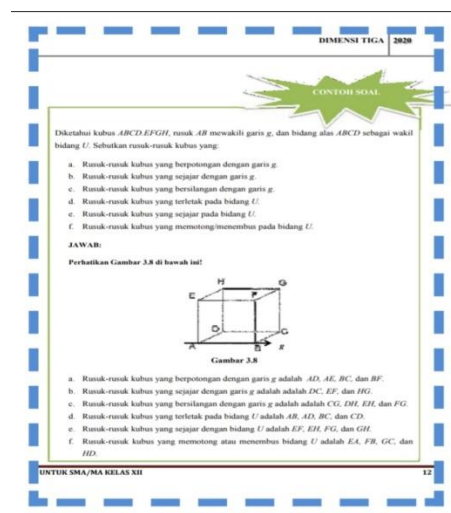 DIMENSI TIGA 2020
CONTOH SOAL
Diketahui kubus ABCD.EFGH, rusuk AB mewakili garis g, dan bidang alas ABCD sebagai wakil
bidang U. Sebutkan rusuk-rusuk kubus yang:
a. Rusuk-rusuk kubus yang berpotongan dengan garis g.
b. Rusuk-rusuk kubus yang sejajar dengan garis g.
c. Rusuk-rusuk kubus yang bersilangan dengan garis g.
d. Rusuk-rusuk kubus yang terletak pada bidang U.
e. Rusuk-rusuk kubus yang sejajar pada bidang U.
f. Rusuk-rusuk kubus yang memotong/menembus pada bidang U.
JAWAB:
Perhatikan Gambar 3.8 di bawah ini!
H G
E F
D C
A B g
Gambar 3.8
a. Rusuk-rusuk kubus yang berpotongan dengan garis g adalah AD, AE, BC, dan BF.
b. Rusuk-rusuk kubus yang sejajar dengan garis g adalah adalah DC, EF, dan HG.
c. Rusuk-rusuk kubus yang bersilangan dengan garis g adalah adalah CG, DH, EH, dan FG.
d. Rusuk-rusuk kubus yang terletak pada bidang U adalah AB, AD, BC, dan CD.
e. Rusuk-rusuk kubus yang sejajar dengan bidang U adalah EF, EH, FG, dan GH.
f. Rusuk-rusuk kubus yang memotong atau menembus bidang U adalah EA, FB, GC, dan
HD.
UNTUK SMA/MA KELAS XII 12